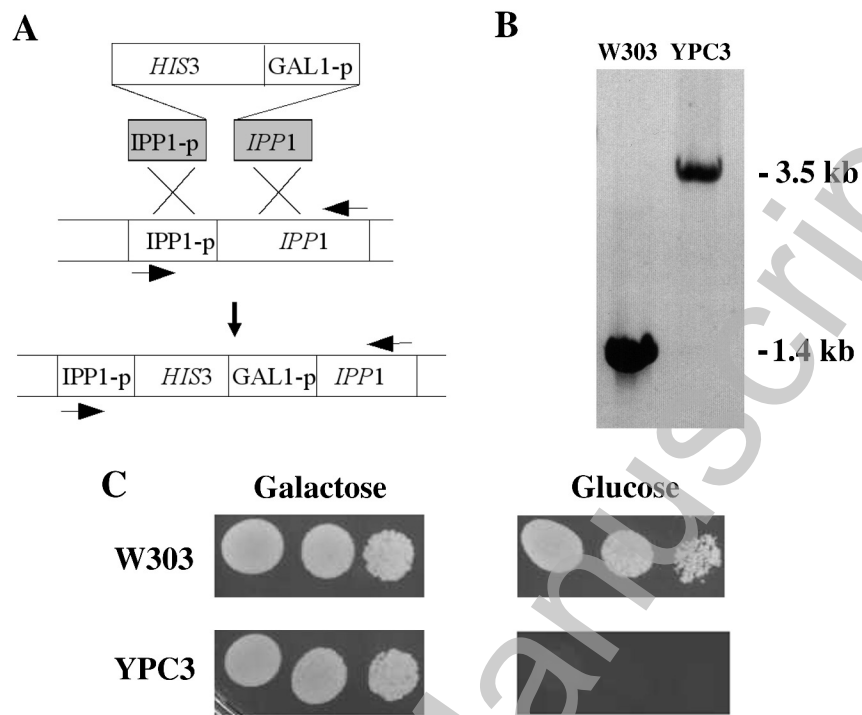 A
HIS3 GAL1-p
IPP1-p IPP1
IPP1-p IPP1
IPP1-p HIS3 GAL1-p IPP1
B
W303 YPC3
- 3.5 kb
-1.4 kb
C
Galactose Glucose
W303
YPC3
anuscrip